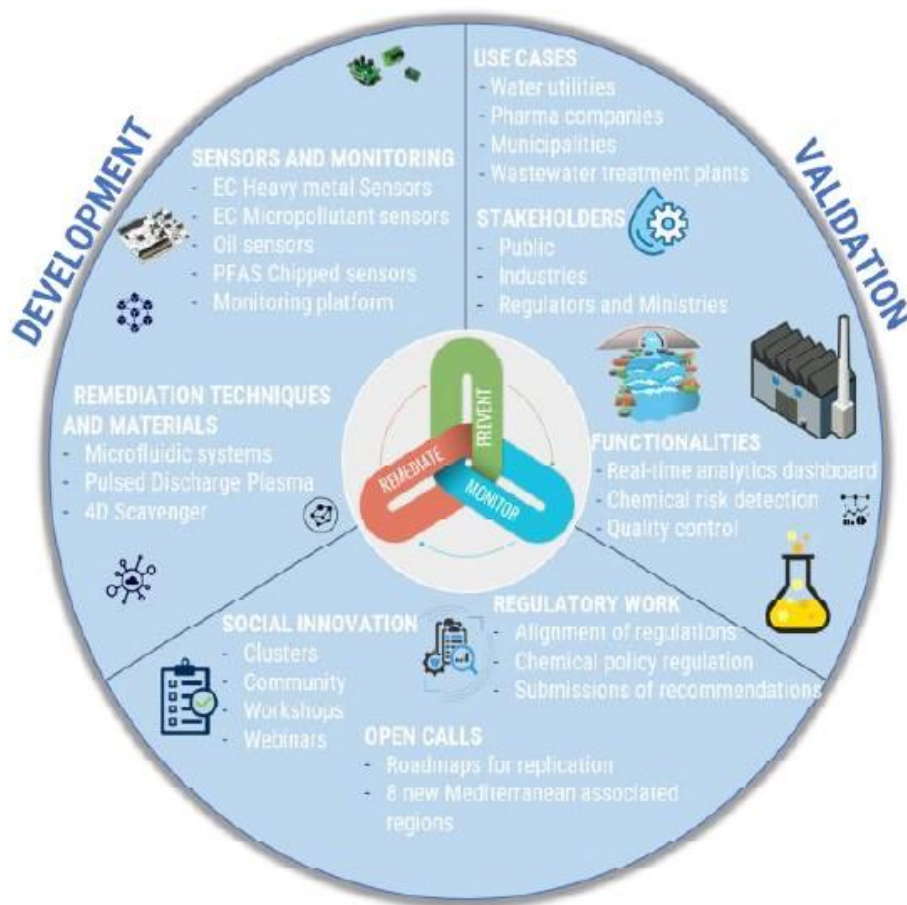 DEVELOPMENT
SENSORS AND MONITORING
- EC Heavy metal Sensors
- EC Micropollutant sensors
- Oil sensors
- PFAS Chipped sensors
- Monitoring platform
REMEDIATION TECHNIQUES
AND MATERIALS
- Microfluidic systems
- Pulsed Discharge Plasma
- 4D Scavenger
VALIDATION
USE CASES
- Water utilities
- Pharma companies
- Municipalities
- Wastewater treatment plants
STAKEHOLDERS
- Public
- Industries
- Regulators and Ministries
FUNCTIONALITIES
- Real-time analytics dashboard
- Chemical risk detection
- Quality control
PREVENT
REMEDIATE
MONITOR
SOCIAL INNOVATION
- Clusters
- Community
- Workshops
- Webinars
REGULATORY WORK
- Alignment of regulations
- Chemical policy regulation
- Submissions of recommendations
OPEN CALLS
- Roadmaps for replication
- 8 new Mediterranean associated
regions